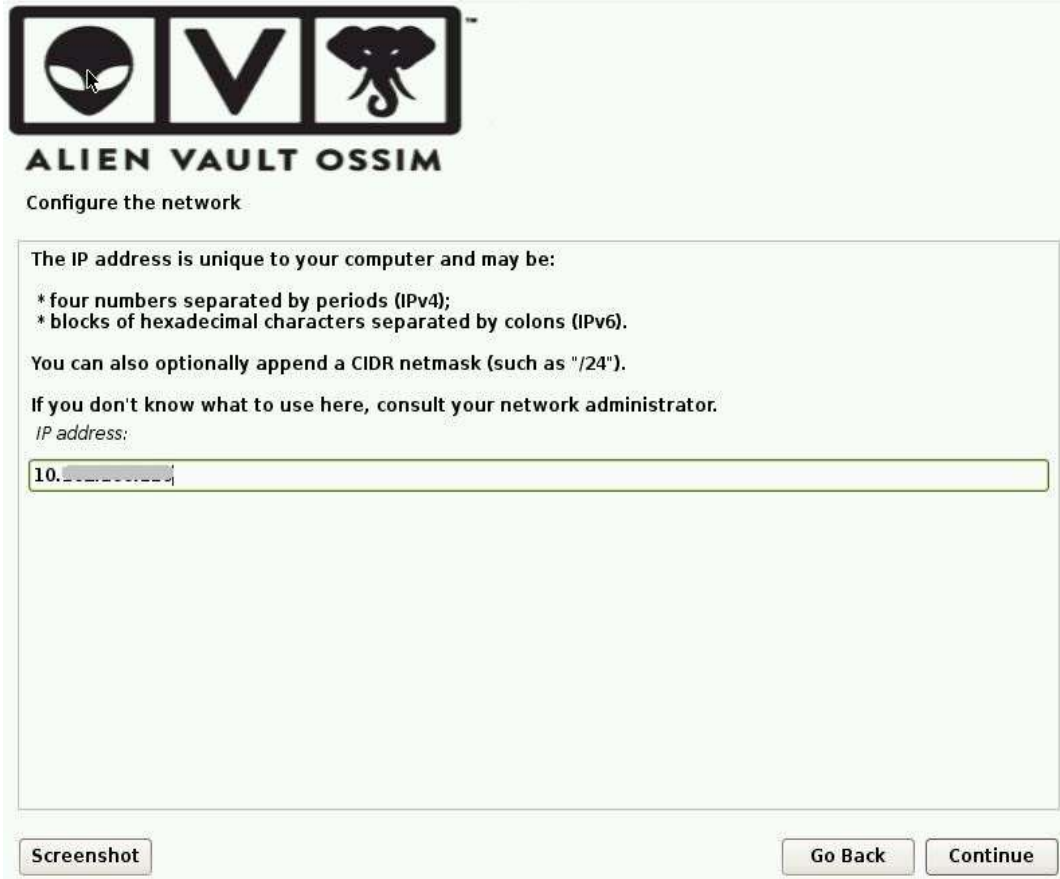 V
™
ALIEN VAULT OSSIM
Configure the network
The IP address is unique to your computer and may be:
* four numbers separated by periods (IPv4);
* blocks of hexadecimal characters separated by colons (IPv6).
You can also optionally append a CIDR netmask (such as "/24").
If you don't know what to use here, consult your network administrator.
IP address:
10.
Screenshot
Go Back
Continue